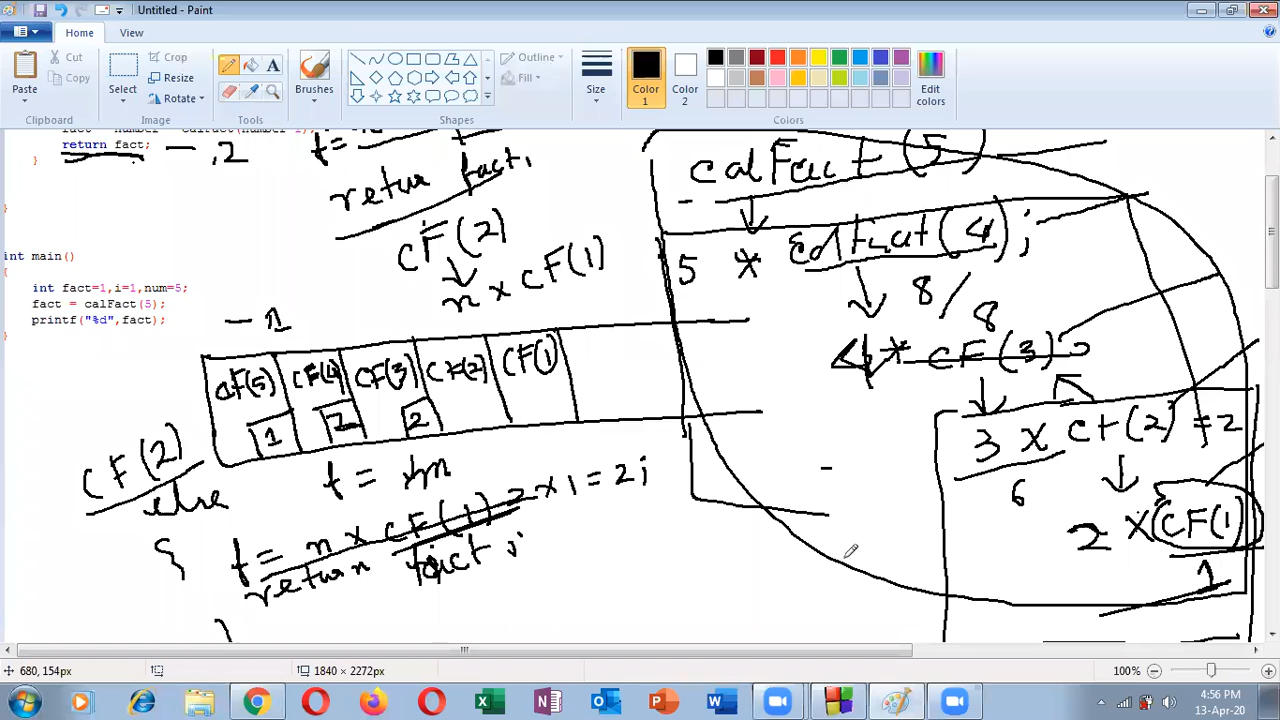 Untitled - Paint
Home
View
Paste
Cut
Copy
Clipboard
Select
Resize
Rotate
Image
Tools
Brushes
Shapes
Outline
Fill
Size
Color 1
Color 2
Edit colors
Colors
return fact;
}
}
int main()
{
int fact=1,i=1,num=5;
fact = calFact(5);
printf("%d",fact);
}
- ,2
f=
retur fact,
CF(2)
n x CF(1)
- 1
CF(5) CF(4) CF(3) CF(2) CF(1)
1 2 2
CF(2)
else
{
f= n x CF(1) 2 x 1 = 2;
return fact;
}
calFact (5)
5 * calFact (4);
8/
8
4 * CF(3)
3 x CF(2) = 2
6
2 x CF(1)
1
680, 154px
1840 × 2272px
100%
4:56 PM
13-Apr-20